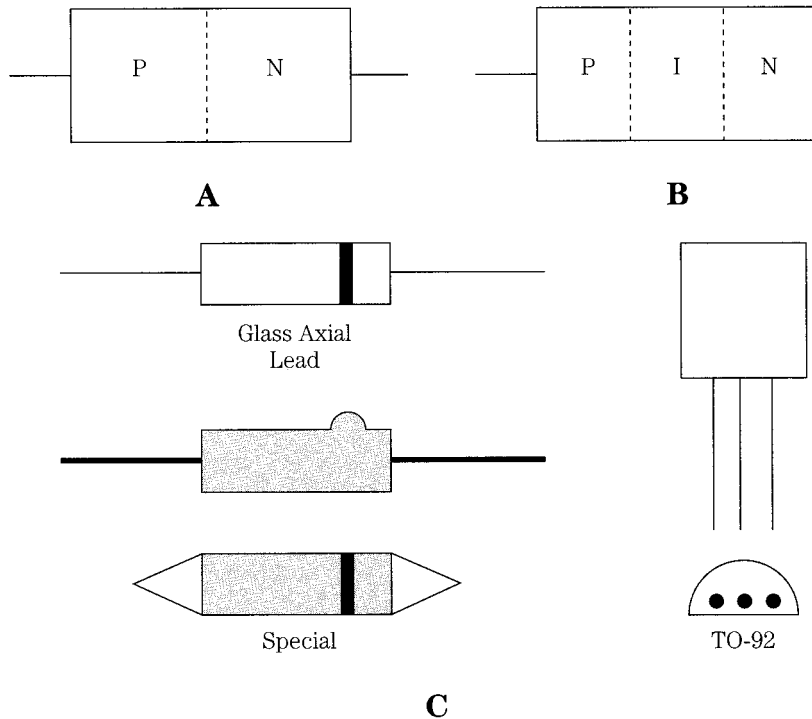 P N
P I N
A
B
Glass Axial
Lead
Special
TO-92
C